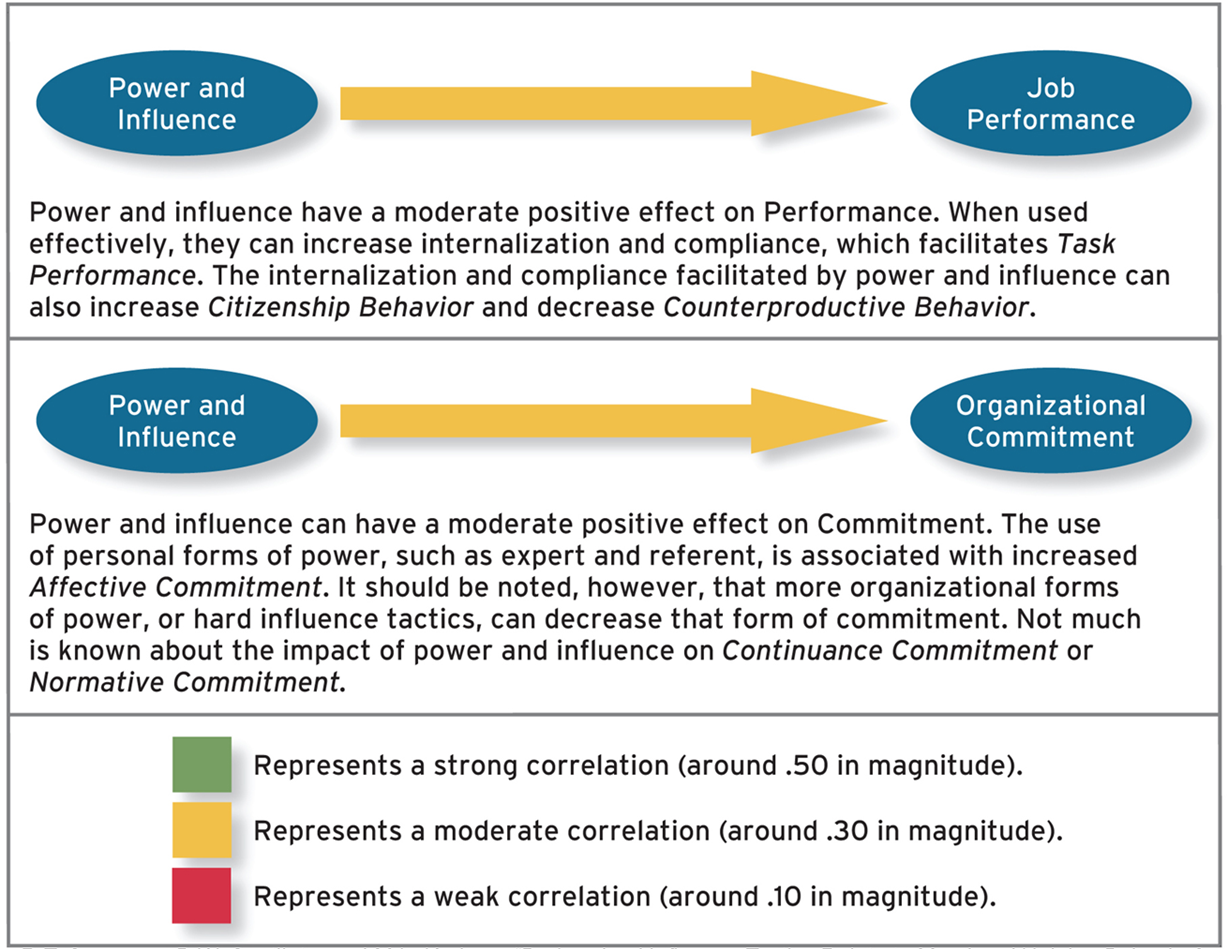 Power and
Influence
Job
Performance
Power and influence have a moderate positive effect on Performance. When used
effectively, they can increase internalization and compliance, which facilitates Task
Performance. The internalization and compliance facilitated by power and influence can
also increase Citizenship Behavior and decrease Counterproductive Behavior.
Power and
Influence
Organizational
Commitment
Power and influence can have a moderate positive effect on Commitment. The use
of personal forms of power, such as expert and referent, is associated with increased
Affective Commitment. It should be noted, however, that more organizational forms
of power, or hard influence tactics, can decrease that form of commitment. Not much
is known about the impact of power and influence on Continuance Commitment or
Normative Commitment.
Represents a strong correlation (around .50 in magnitude).
Represents a moderate correlation (around .30 in magnitude).
Represents a weak correlation (around .10 in magnitude).